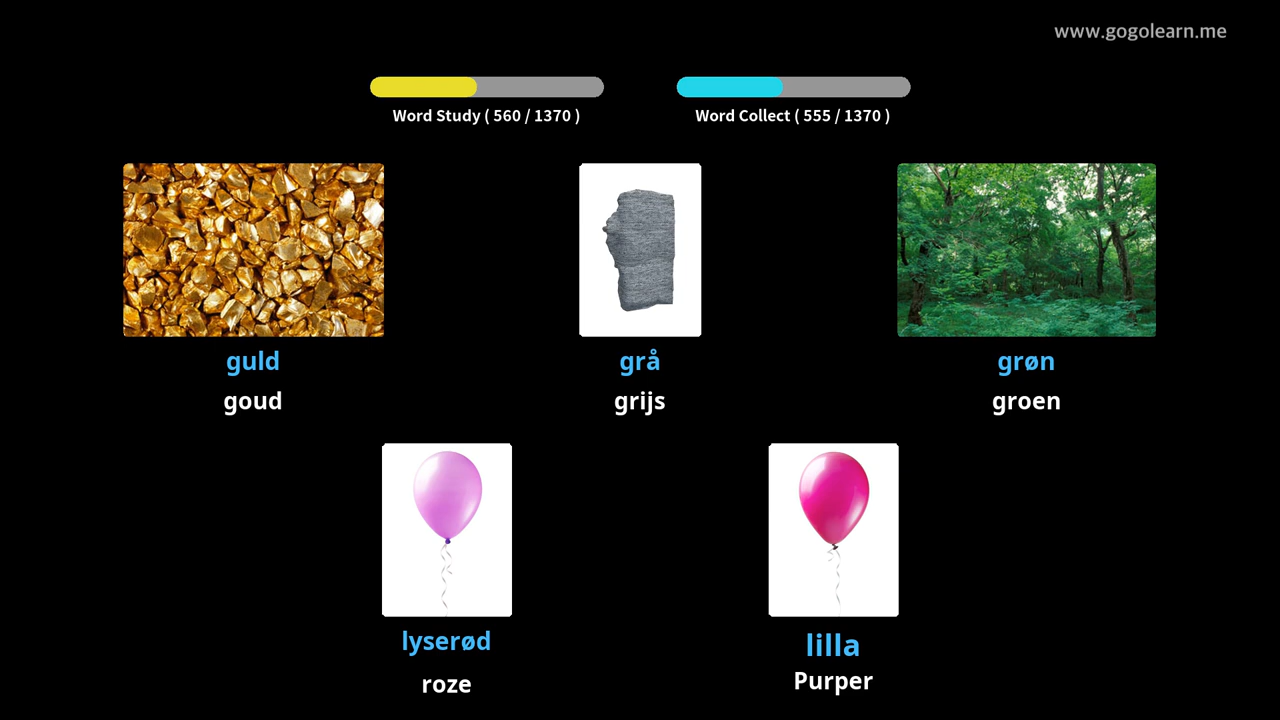 www.gogolearn.me
Word Study ( 560 / 1370 )
Word Collect ( 555 / 1370 )
guld
grå
grøn
goud
grijs
groen
lyserød
lilla
roze
Purper